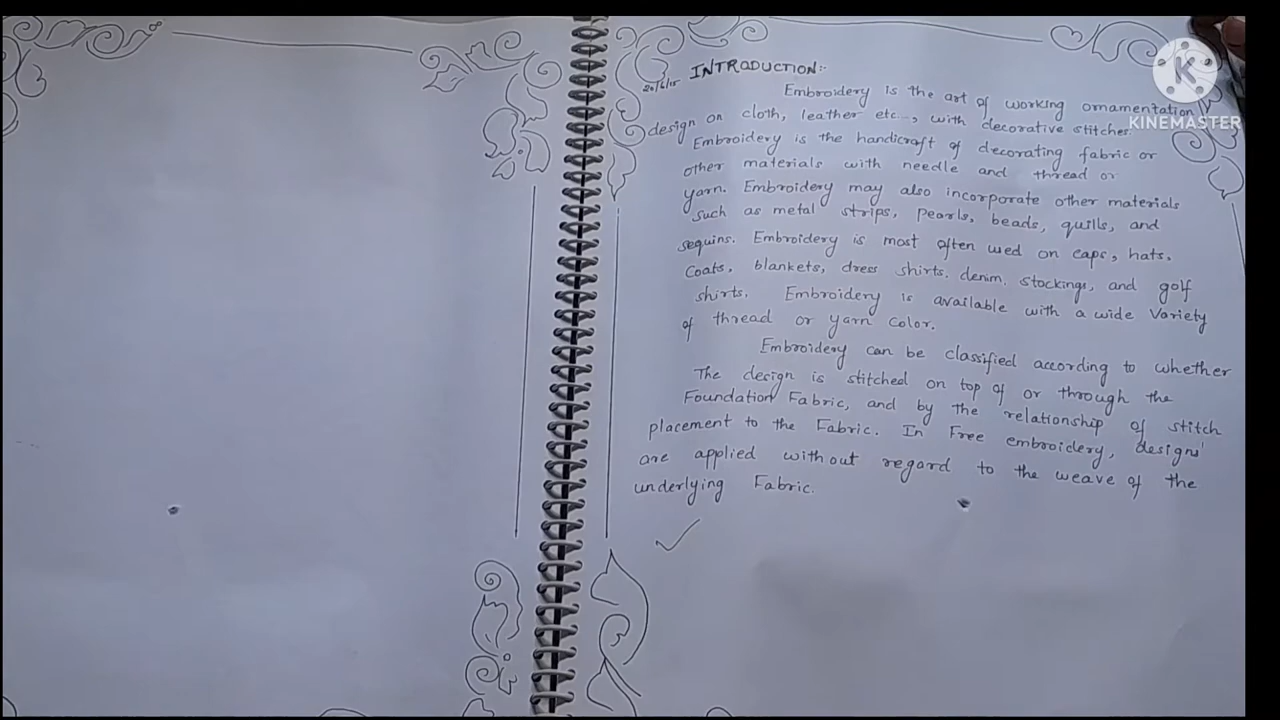 INTRODUCTION:-
20/6/15
Embroidery is the art of working ornamentation
design on cloth, leather etc..., with decorative stitches.
Embroidery is the handicraft of decorating fabric or
other materials with needle and thread or
yarn. Embroidery may also incorporate other materials
such as metal strips, pearls, beads, quills, and
sequins. Embroidery is most often used on caps, hats,
coats, blankets, dress shirts, denim, stockings, and golf
shirts. Embroidery is available with a wide variety
of thread or yarn color.
Embroidery can be classified according to whether
The design is stitched on top of or through the
Foundation Fabric, and by the relationship of stitch
placement to the Fabric. In Free embroidery, designs
are applied without regard to the weave of the
underlying Fabric.
K
KINEMASTER